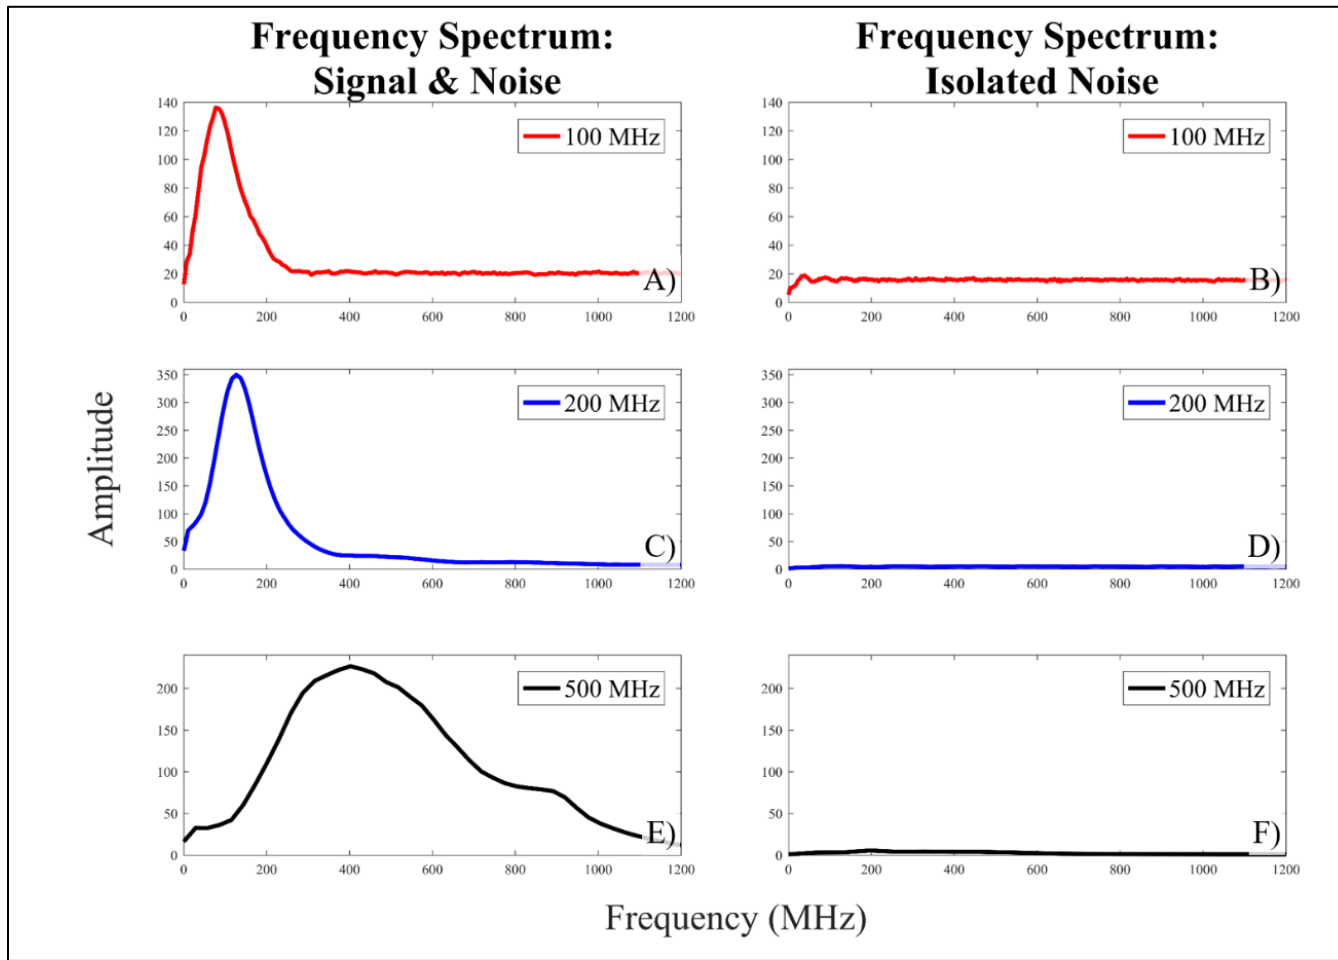 Frequency Spectrum:
Signal & Noise
Frequency Spectrum:
Isolated Noise
Amplitude
140
120
100
80
60
40
20
0
100 MHz
A)
0 200 400 600 800 1000 1200
140
120
100
80
60
40
20
0
100 MHz
B)
0 200 400 600 800 1000 1200
350
300
250
200
150
100
50
0
200 MHz
C)
0 200 400 600 800 1000 1200
350
300
250
200
150
100
50
0
200 MHz
D)
0 200 400 600 800 1000 1200
200
150
100
50
0
500 MHz
E)
0 200 400 600 800 1000 1200
200
150
100
50
0
500 MHz
F)
0 200 400 600 800 1000 1200
Frequency (MHz)